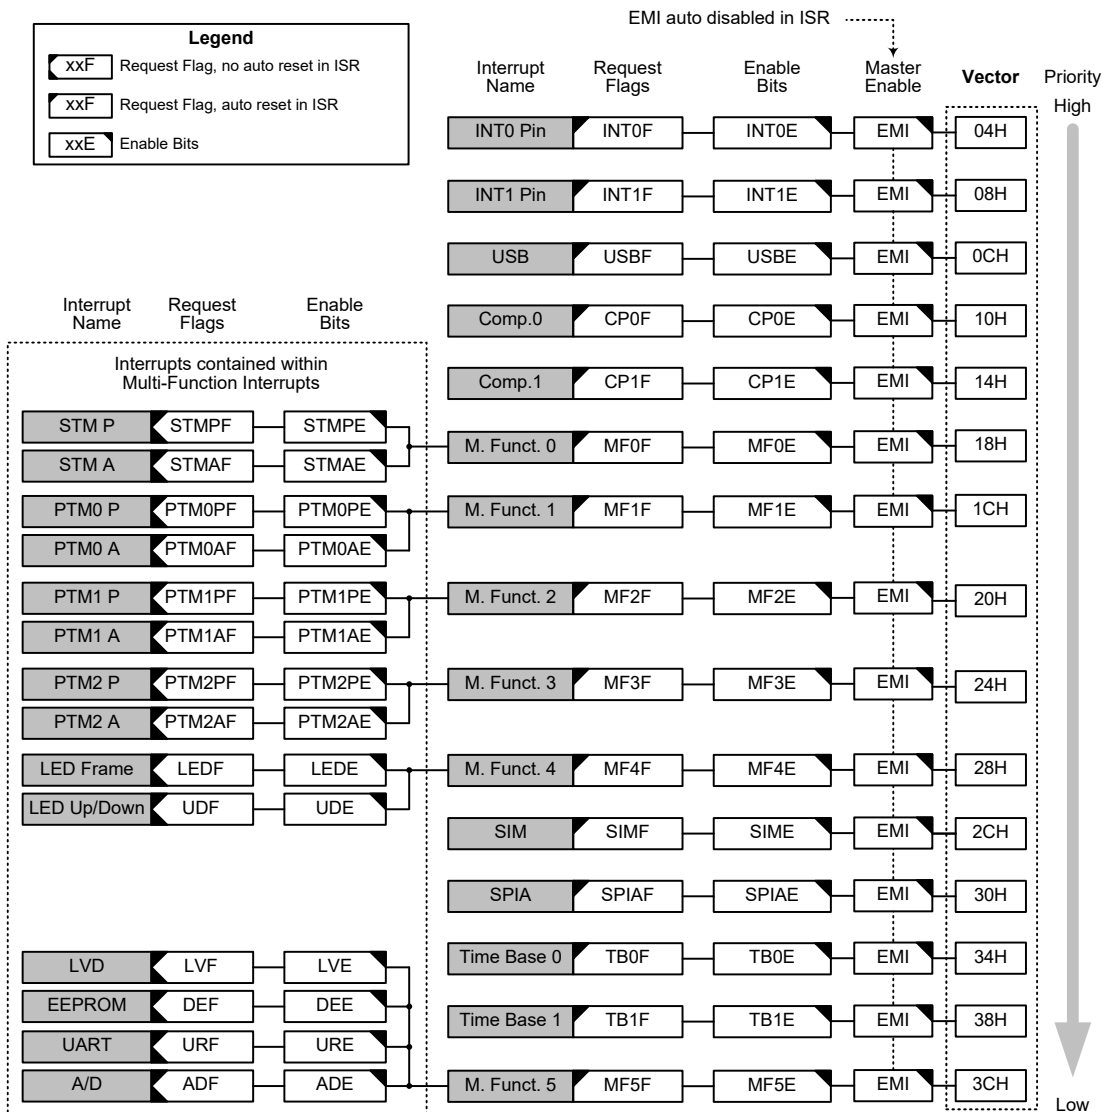 EMI auto disabled in ISR
Legend
xxF Request Flag, no auto reset in ISR
xxF Request Flag, auto reset in ISR
xxE Enable Bits
Interrupt Name Request Flags Enable Bits Master Enable Vector Priority
High
INT0 Pin INT0F INT0E EMI 04H
INT1 Pin INT1F INT1E EMI 08H
USB USBF USBE EMI 0CH
Interrupt Name Request Flags Enable Bits
Comp.0 CP0F CP0E EMI 10H
Interrupts contained within
Multi-Function Interrupts
Comp.1 CP1F CP1E EMI 14H
STM P STMPF STMPE
M. Funct. 0 MF0F MF0E EMI 18H
STM A STMAF STMAE
PTM0 P PTM0PF PTM0PE M. Funct. 1 MF1F MF1E EMI 1CH
PTM0 A PTM0AF PTM0AE
PTM1 P PTM1PF PTM1PE M. Funct. 2 MF2F MF2E EMI 20H
PTM1 A PTM1AF PTM1AE
PTM2 P PTM2PF PTM2PE M. Funct. 3 MF3F MF3E EMI 24H
PTM2 A PTM2AF PTM2AE
LED Frame LEDF LEDE M. Funct. 4 MF4F MF4E EMI 28H
LED Up/Down UDF UDE
SIM SIMF SIME EMI 2CH
SPIA SPIAF SPIAE EMI 30H
Time Base 0 TB0F TB0E EMI 34H
LVD LVF LVE
EEPROM DEF DEE
Time Base 1 TB1F TB1E EMI 38H
UART URF URE
A/D ADF ADE M. Funct. 5 MF5F MF5E EMI 3CH
Low